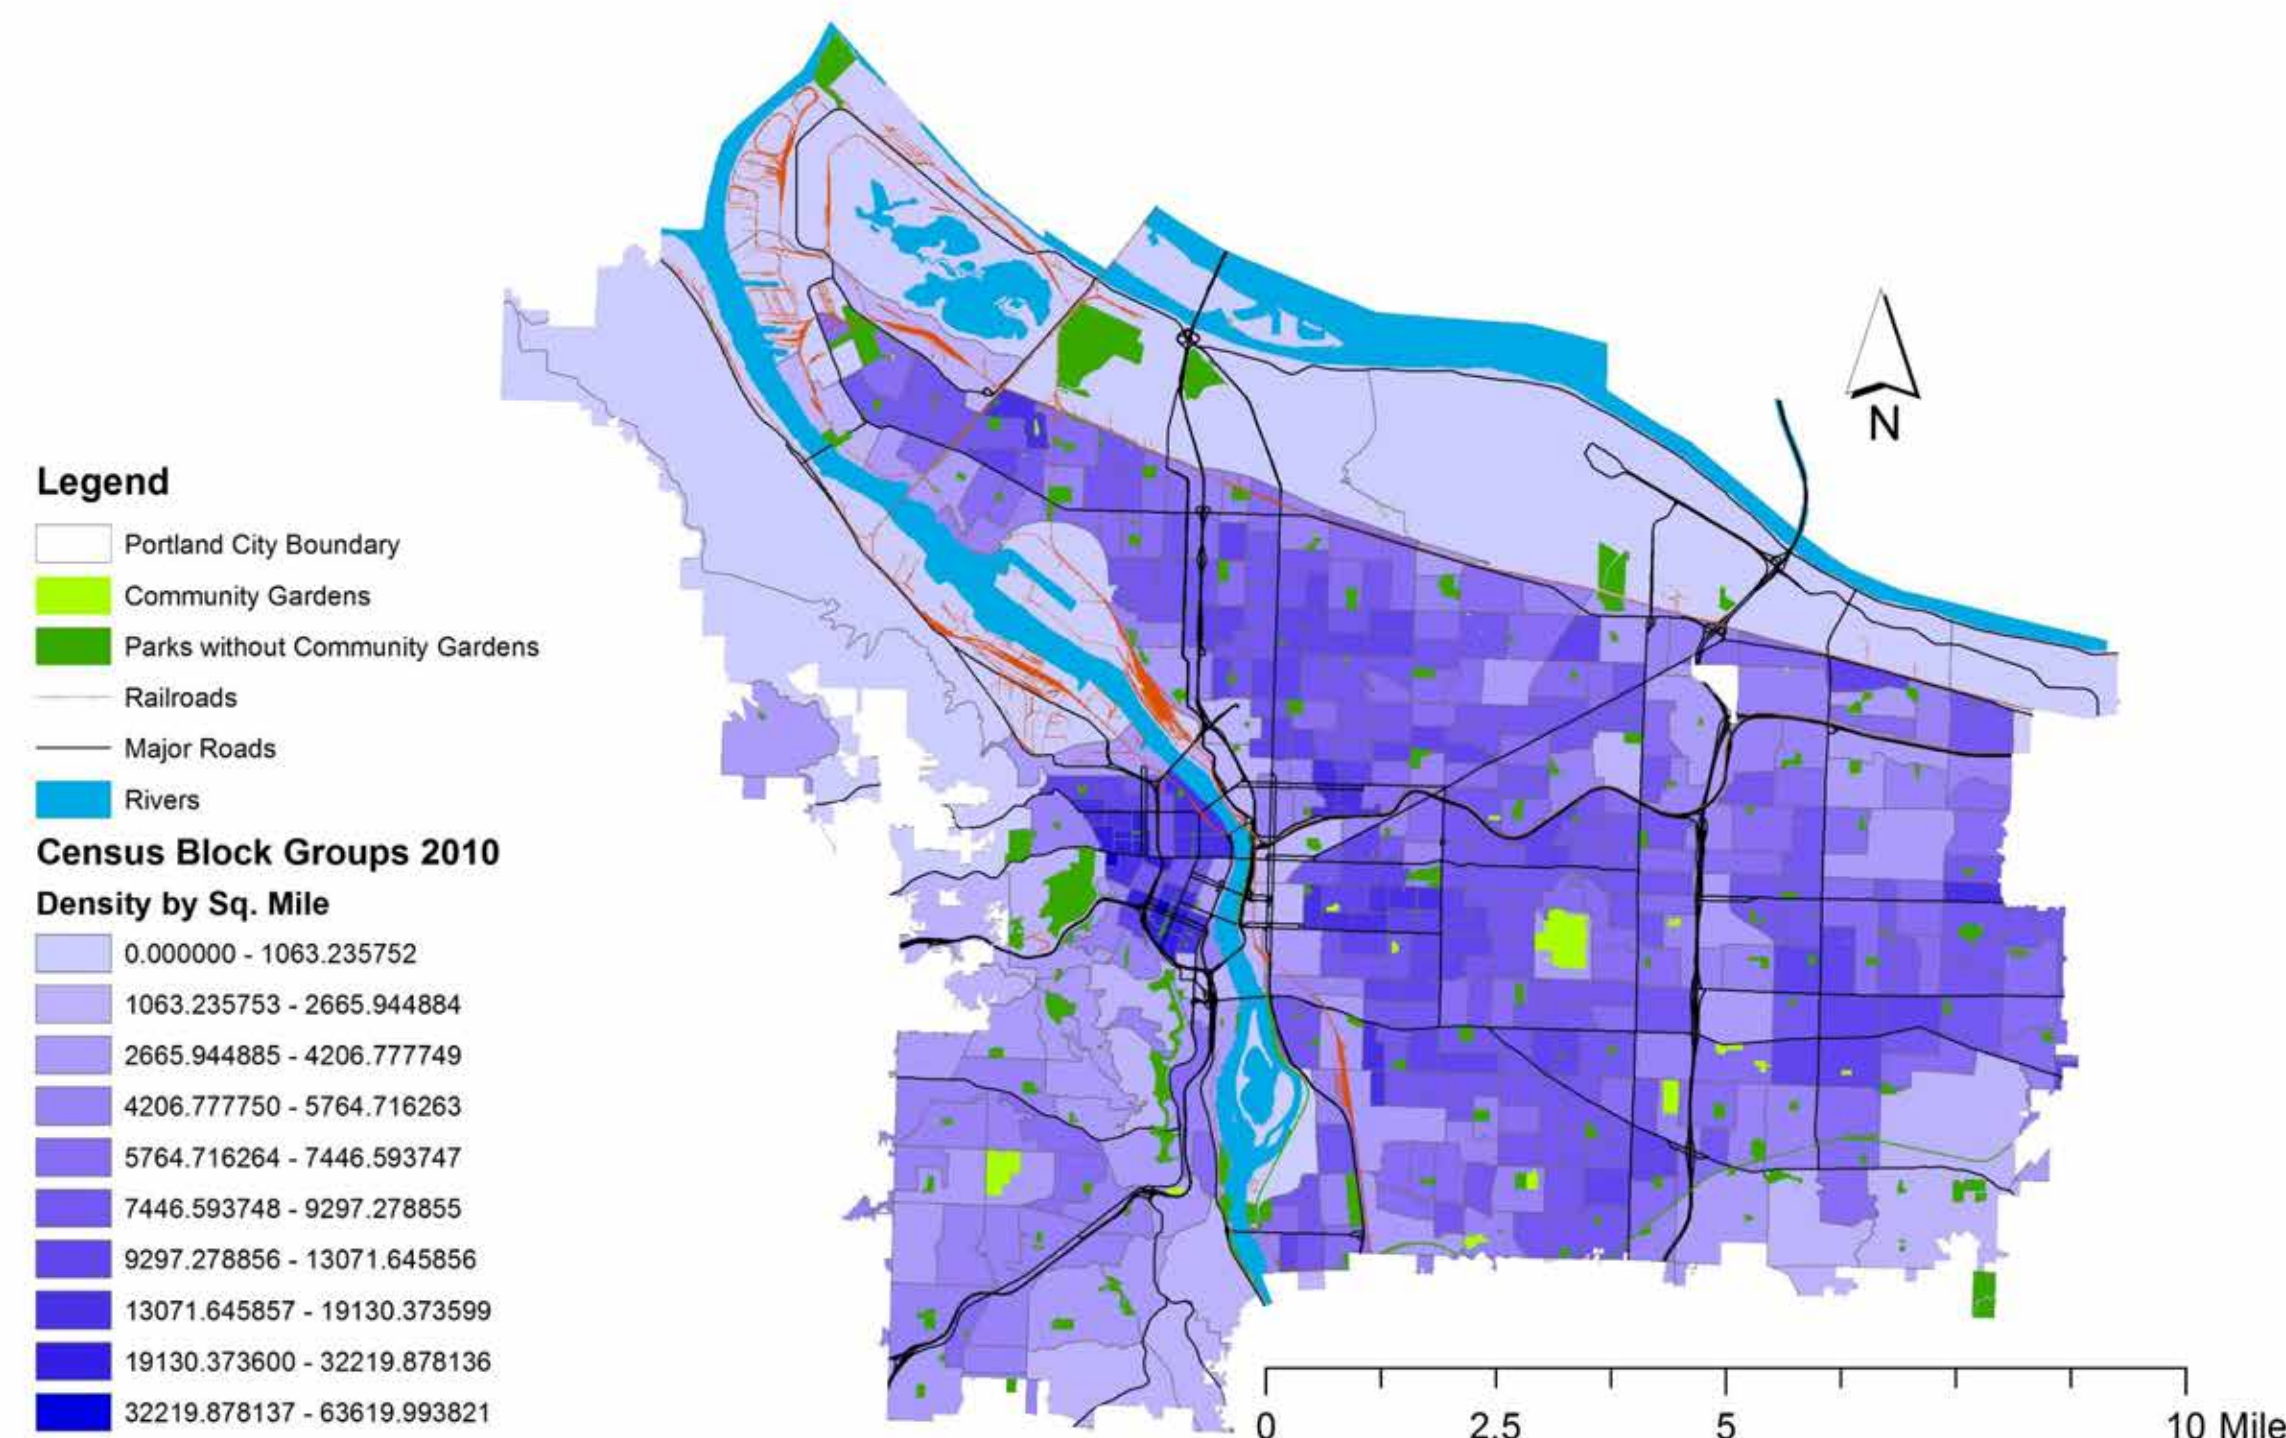 N
Legend
Portland City Boundary
Community Gardens
Parks without Community Gardens
Railroads
Major Roads
Rivers
Census Block Groups 2010
Density by Sq. Mile
0.000000 - 1063.235752
1063.235753 - 2665.944884
2665.944885 - 4206.777749
4206.777750 - 5764.716263
5764.716264 - 7446.593747
7446.593748 - 9297.278855
9297.278856 - 13071.645856
13071.645857 - 19130.373599
19130.373600 - 32219.878136
32219.878137 - 63619.993821
0 2.5 5 10 Mile